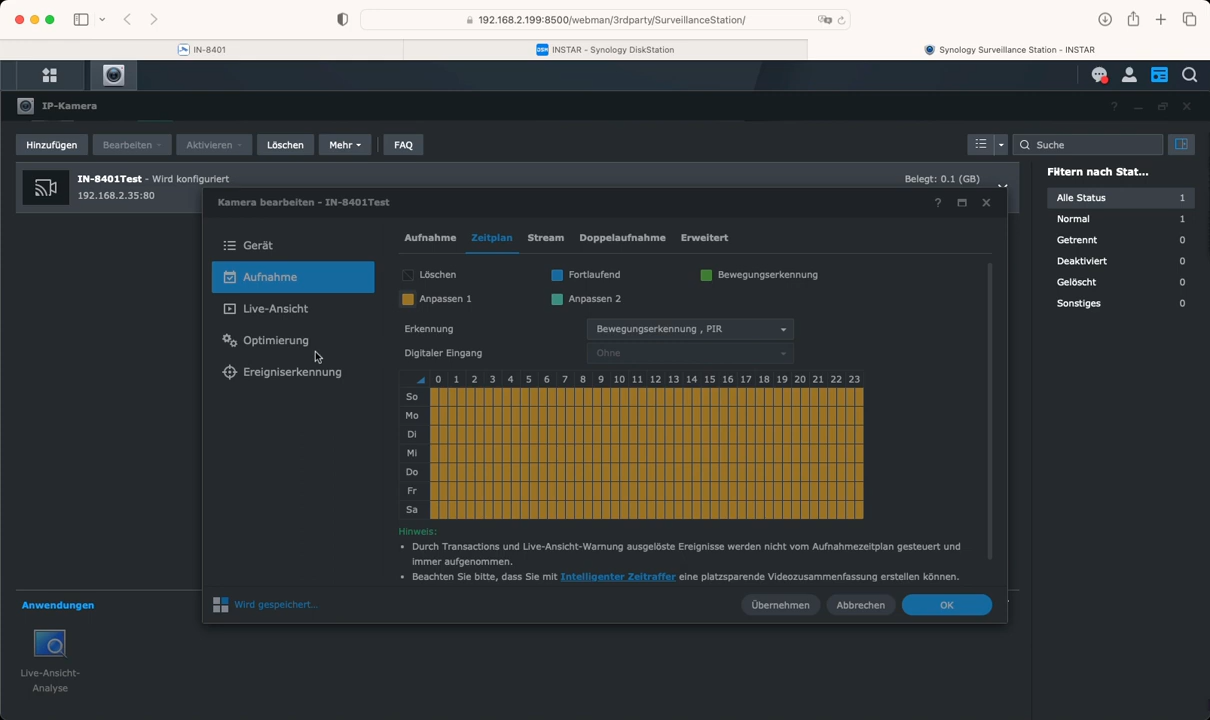 192.168.2.199:8500/webman/3rdparty/SurveillanceStation/
IN-8401
INSTAR - Synology DiskStation
Synology Surveillance Station - INSTAR
IP-Kamera
Hinzufügen
Bearbeiten
Aktivieren
Löschen
Mehr
FAQ
Suche
IN-8401Test - Wird konfiguriert
192.168.2.35:80
Belegt: 0.1 (GB)
Filtern nach Stat...
Alle Status 1
Normal 1
Getrennt 0
Deaktiviert 0
Gelöscht 0
Sonstiges 0
Kamera bearbeiten - IN-8401Test
Gerät
Aufnahme
Live-Ansicht
Optimierung
Ereigniserkennung
Aufnahme Zeitplan Stream Doppelaufnahme Erweitert
Löschen Fortlaufend Bewegungserkennung
Anpassen 1 Anpassen 2
Erkennung Bewegungserkennung , PIR
Digitaler Eingang Ohne
0 1 2 3 4 5 6 7 8 9 10 11 12 13 14 15 16 17 18 19 20 21 22 23
So
Mo
Di
Mi
Do
Fr
Sa
Hinweis:
• Durch Transactions und Live-Ansicht-Warnung ausgelöste Ereignisse werden nicht vom Aufnahmezeitplan gesteuert und
immer aufgenommen.
• Beachten Sie bitte, dass Sie mit Intelligenter Zeitraffer eine platzsparende Videozusammenfassung erstellen können.
Wird gespeichert...
Übernehmen
Abbrechen
OK
Anwendungen
Live-Ansicht-
Analyse